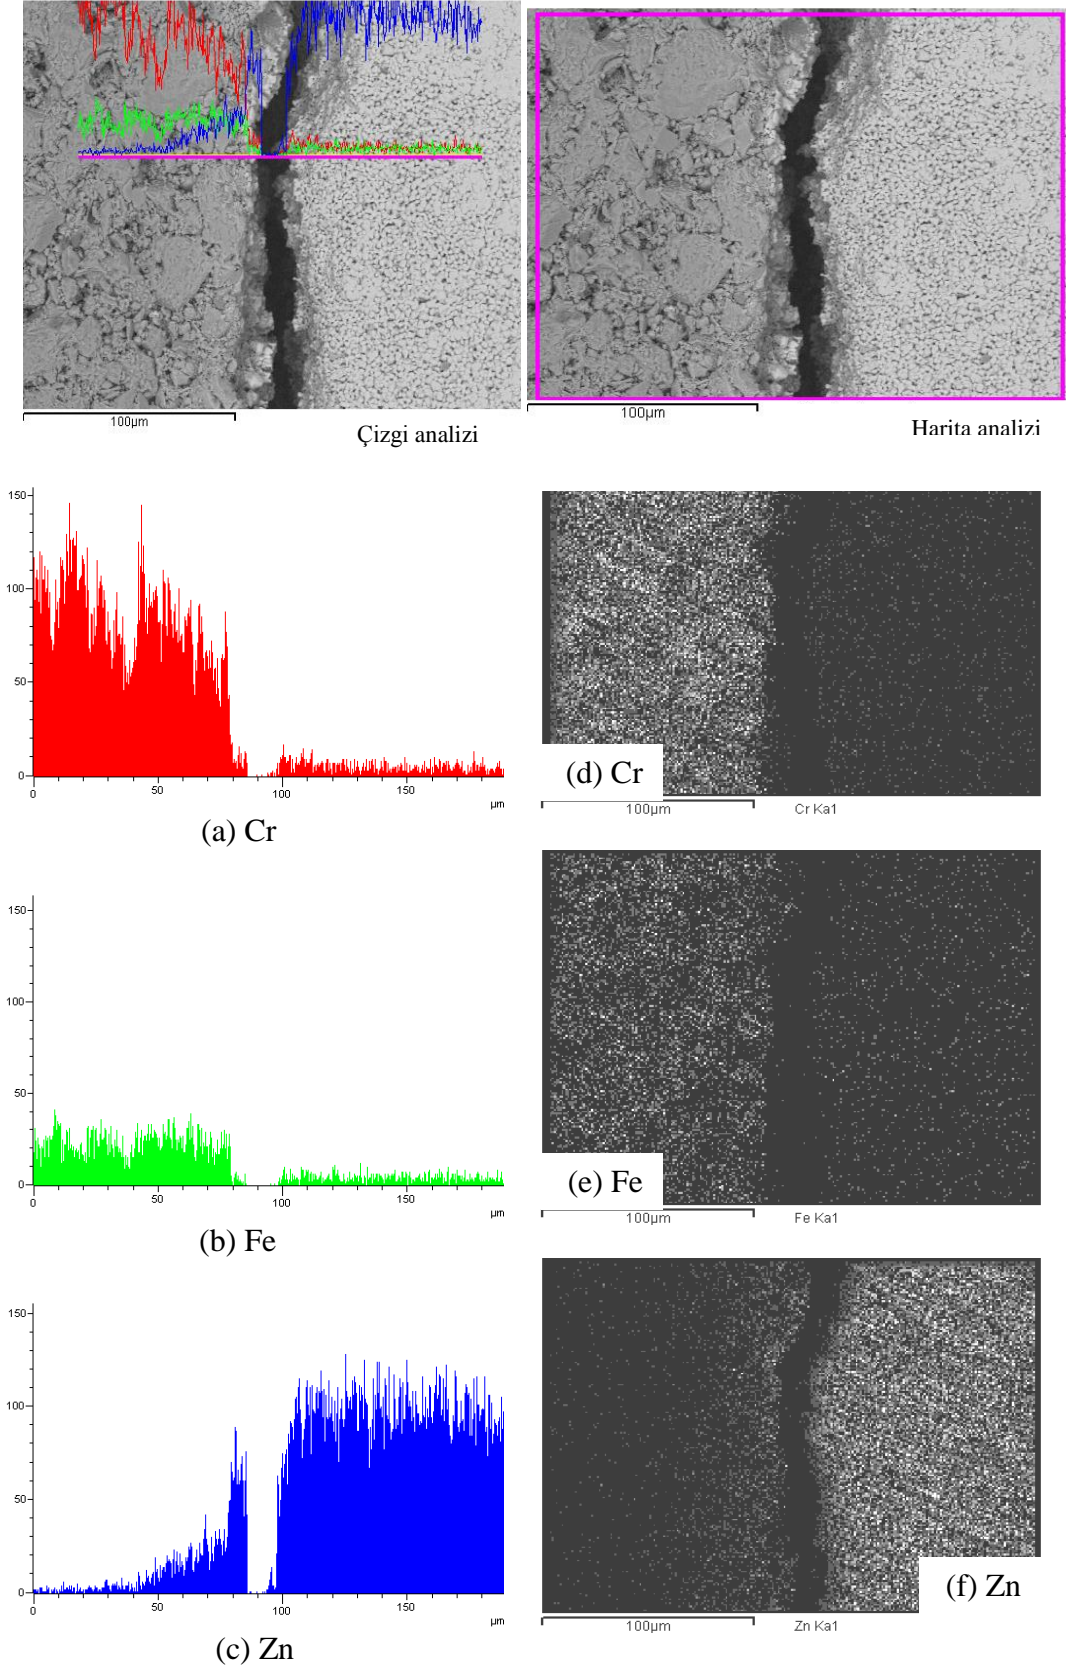 100µm
Çizgi analizi
100µm
Harita analizi
150
100
50
0
0 50 100 150
µm
(a) Cr
(d) Cr
100µm Cr Ka1
150
100
50
0
0 50 100 150
µm
(b) Fe
(e) Fe
100µm Fe Ka1
150
100
50
0
0 50 100 150
µm
(c) Zn
(f) Zn
100µm Zn Ka1